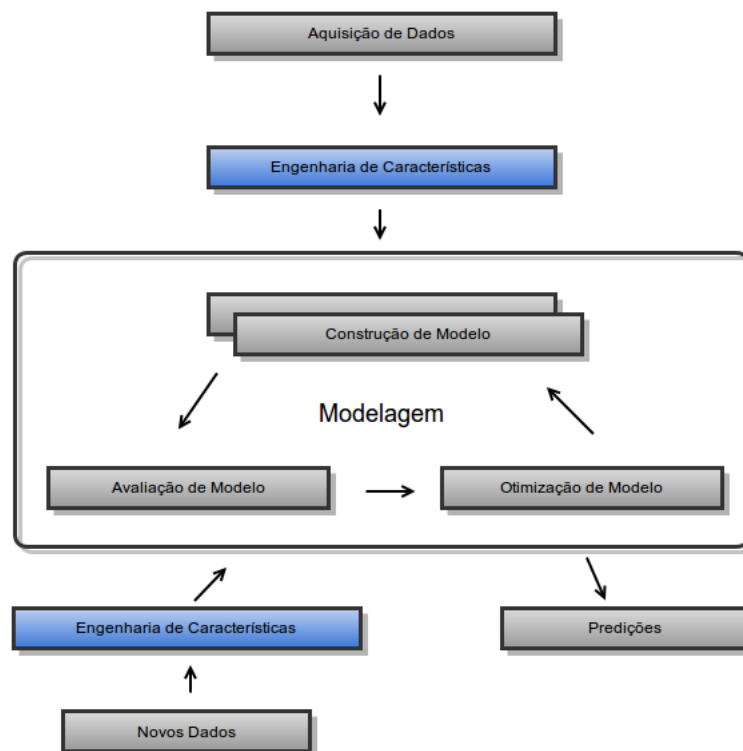 Aquisição de Dados
Engenharia de Características
Construção de Modelo
Modelagem
Avaliação de Modelo
Otimização de Modelo
Engenharia de Características
Predições
Novos Dados